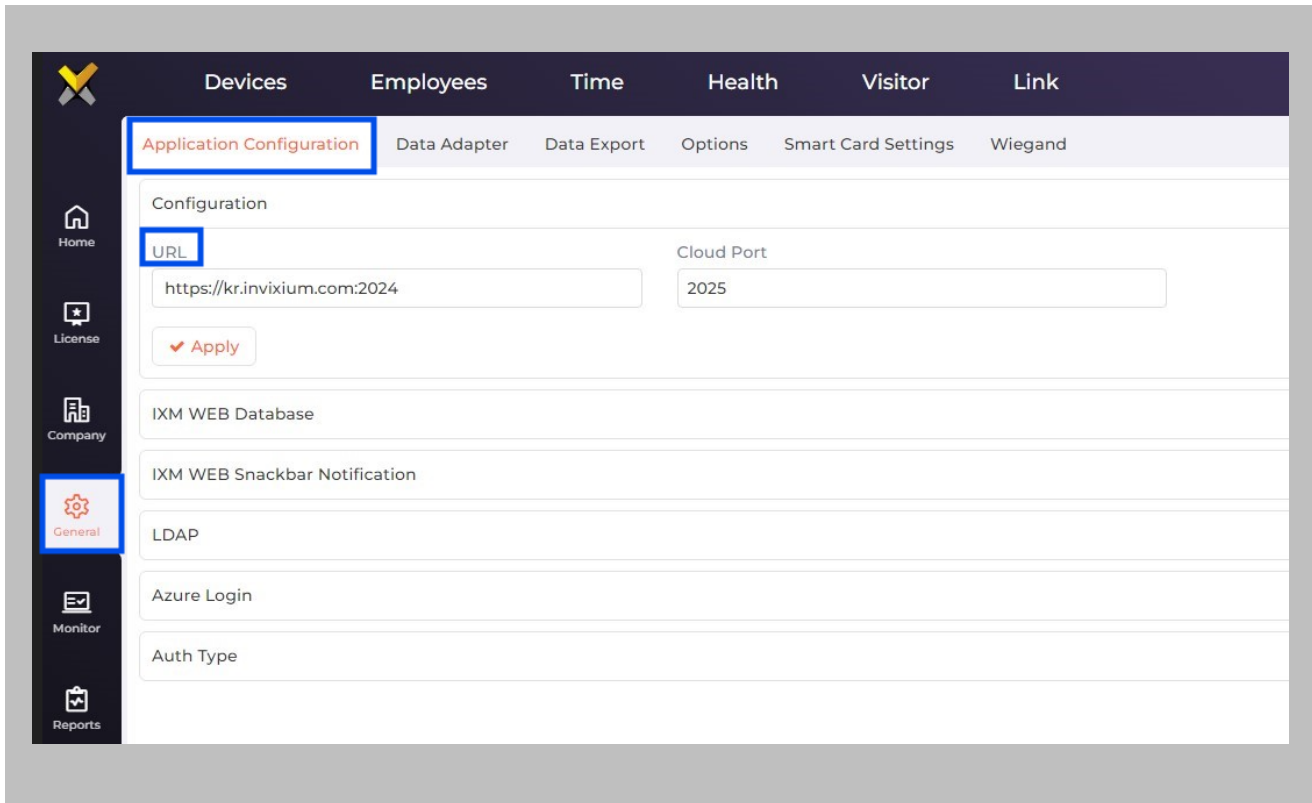 Devices Employees Time Health Visitor Link
Application Configuration Data Adapter Data Export Options Smart Card Settings Wiegand
Home
License
Company
General
Monitor
Reports
Configuration
URL Cloud Port
https://kr.invixium.com:2024 2025
Apply
IXM WEB Database
IXM WEB Snackbar Notification
LDAP
Azure Login
Auth Type